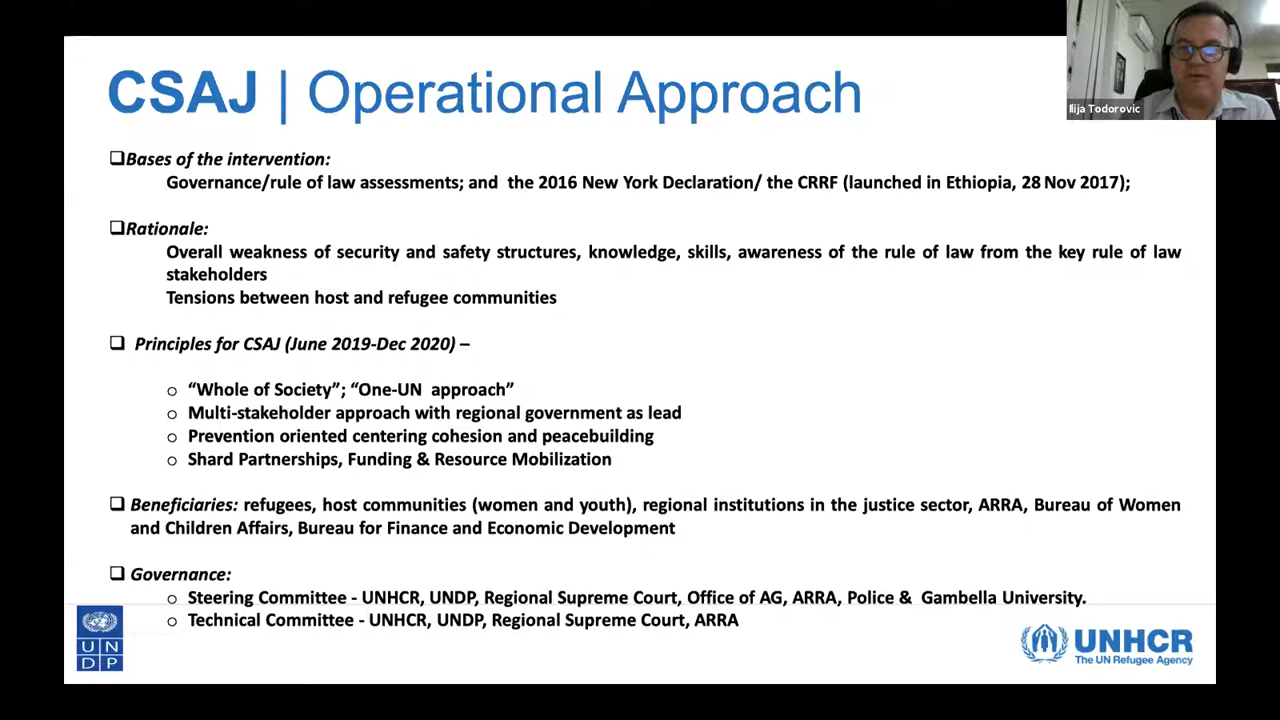 CSAJ | Operational Approach
Ilija Todorovic
❑Bases of the intervention:
Governance/rule of law assessments; and the 2016 New York Declaration/ the CRRF (launched in Ethiopia, 28 Nov 2017);
❑Rationale:
Overall weakness of security and safety structures, knowledge, skills, awareness of the rule of law from the key rule of law
stakeholders
Tensions between host and refugee communities
❑ Principles for CSAJ (June 2019-Dec 2020) –
o “Whole of Society”; “One-UN approach”
o Multi-stakeholder approach with regional government as lead
o Prevention oriented centering cohesion and peacebuilding
o Shard Partnerships, Funding & Resource Mobilization
❑ Beneficiaries: refugees, host communities (women and youth), regional institutions in the justice sector, ARRA, Bureau of Women
and Children Affairs, Bureau for Finance and Economic Development
❑ Governance:
o Steering Committee - UNHCR, UNDP, Regional Supreme Court, Office of AG, ARRA, Police & Gambella University.
o Technical Committee - UNHCR, UNDP, Regional Supreme Court, ARRA
U N
D P
UNHCR
The UN Refugee Agency